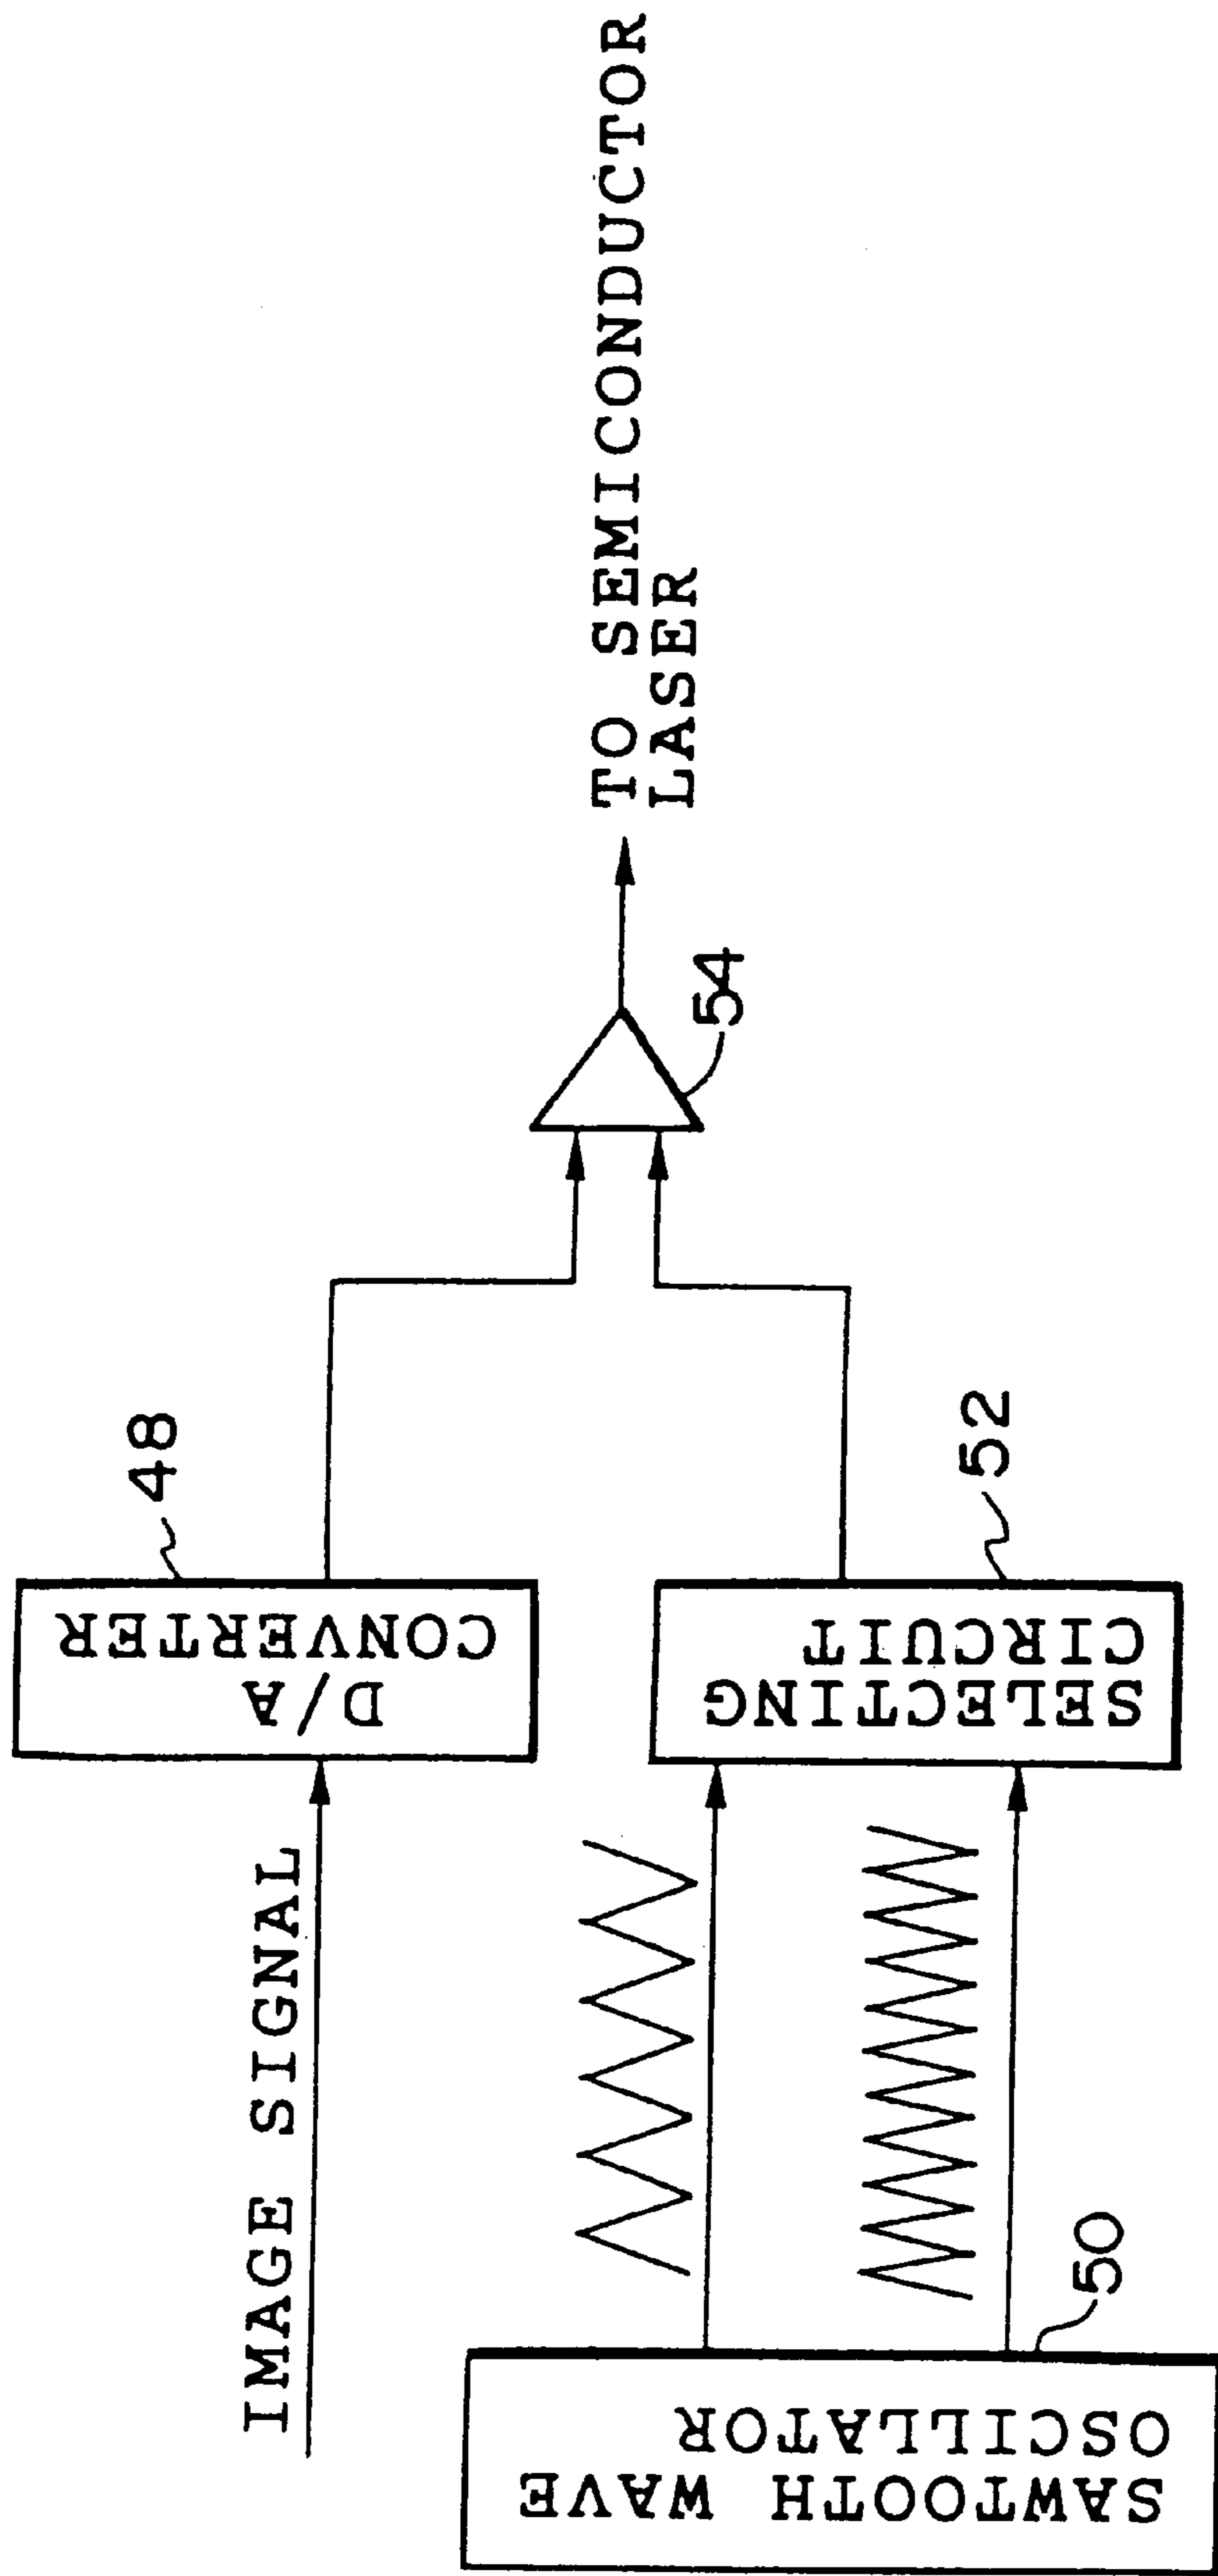 IMAGE SIGNAL
D/A
CONVERTER
48
SAWTOOTH WAVE
OSCILLATOR
50
SELECTING
CIRCUIT
52
54
TO SEMICONDUCTOR
LASER